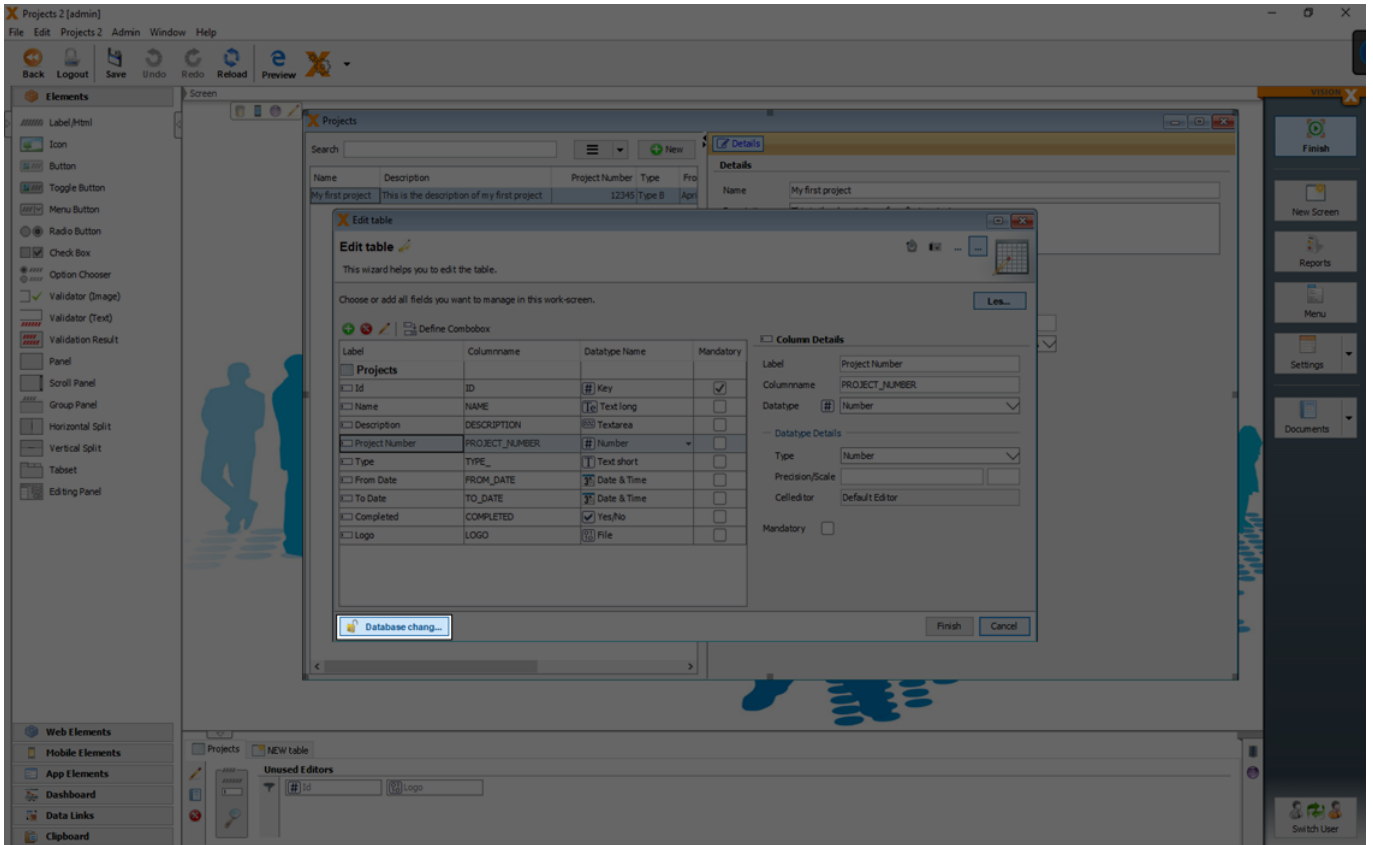 Projects 2 [admin]
File Edit Projects 2 Admin Window Help
Back Logout Save Undo Redo Reload Preview
Elements
Label/Html
Icon
Button
Toggle Button
Menu Button
Radio Button
Check Box
Option Chooser
Validator (Image)
Validator (Text)
Validation Result
Panel
Scroll Panel
Group Panel
Horizontal Split
Vertical Split
Tabset
Editing Panel
Web Elements
Mobile Elements
App Elements
Dashboard
Data Links
Clipboard
Screen
Projects
Search
New
Name Description Project Number Type Fro
My first project This is the description of my first project 12345 Type B Apri
Details
Details
Name My first project
Edit table
Edit table
This wizard helps you to edit the table.
... ...
Choose or add all fields you want to manage in this work-screen.
Les...
Define Combobox
Label Columnname Datatype Name Mandatory
Projects
Id ID # Key
Name NAME Te Text long
Description DESCRIPTION Textarea
Project Number PROJECT_NUMBER # Number
Type TYPE_ T Text short
From Date FROM_DATE Date & Time
To Date TO_DATE Date & Time
Completed COMPLETED Yes/No
Logo LOGO File
Column Details
Label Project Number
Columnname PROJECT_NUMBER
Datatype # Number
Datatype Details
Type Number
Precision/Scale
Celleditor Default Editor
Mandatory
Database chang...
Finish Cancel
Projects NEW table
Unused Editors
# Id Logo
VISION X
Finish
New Screen
Reports
Menu
Settings
Documents
Switch User